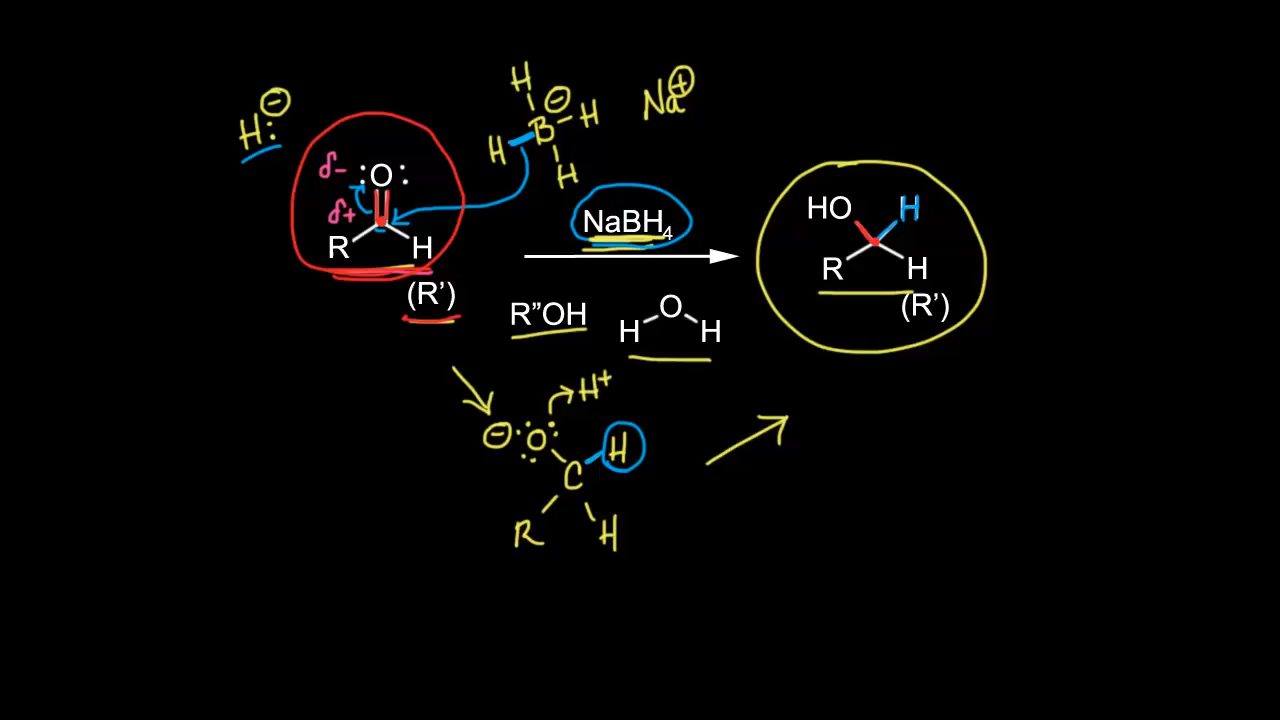 H:⊖
H
H B⊖ H
H
Na⊕
δ- :O:
δ+
R H
(R’)
NaBH₄
R”OH
O
H H
HO H
R H
(R’)
H+
⊖ :O: H
C
R H